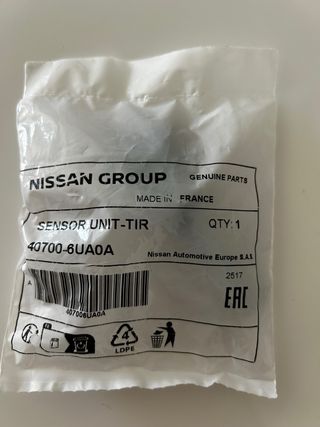 NISSAN GROUP GENUINE PARTS
MADE IN FRANCE
SENSOR UNIT-TIR QTY: 1
40700-6UA0A
Nissan Automotive Europe S.A.S
A
2517
407006UA0A
EAC
4
LDPE